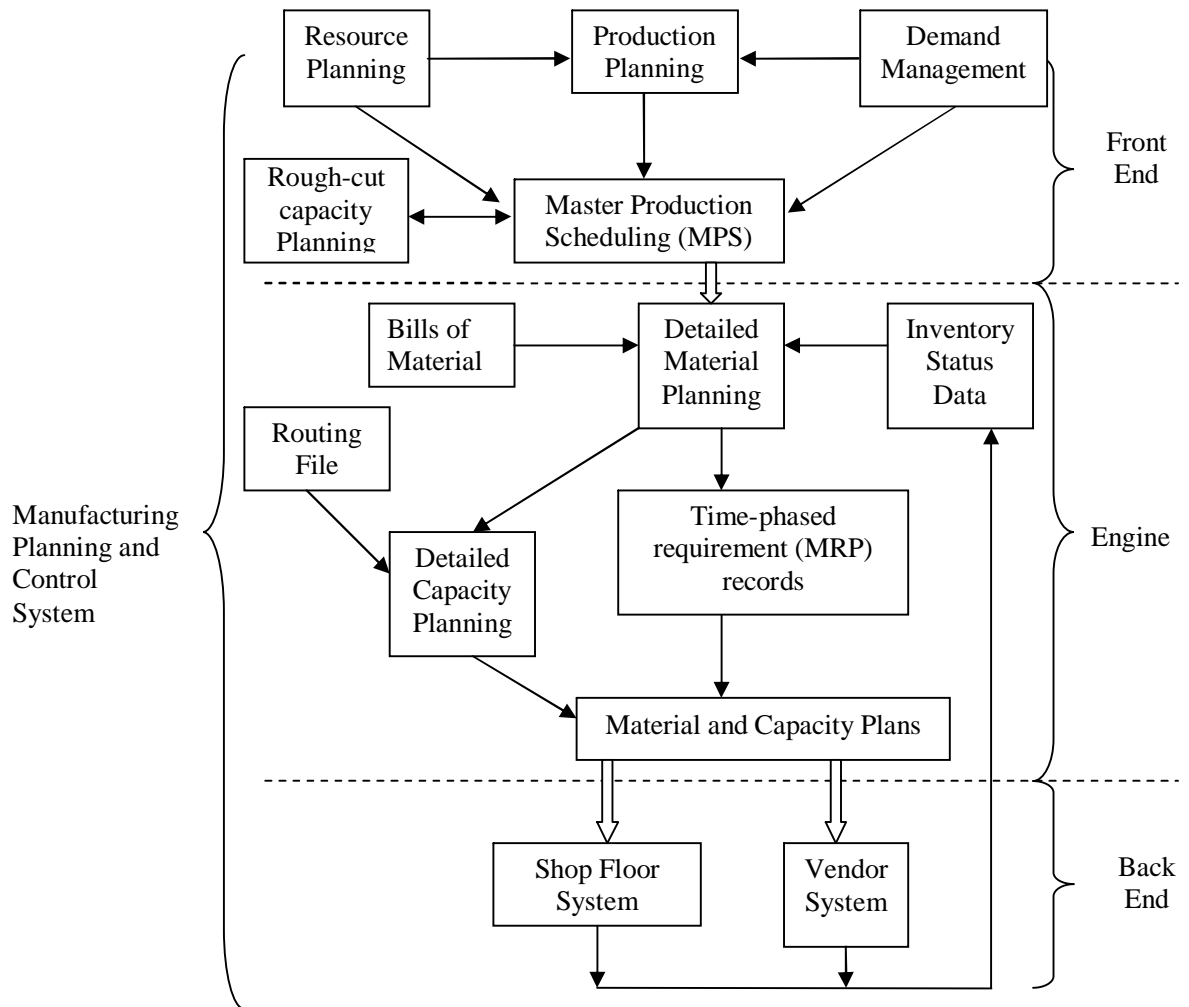 Resource
Planning
Production
Planning
Demand
Management
Front
End
Rough-cut
capacity
Planning
Master Production
Scheduling (MPS)
Bills of
Material
Detailed
Material
Planning
Inventory
Status
Data
Routing
File
Manufacturing
Planning and
Control
System
Time-phased
requirement (MRP)
records
Engine
Detailed
Capacity
Planning
Material and Capacity Plans
Shop Floor
System
Vendor
System
Back
End